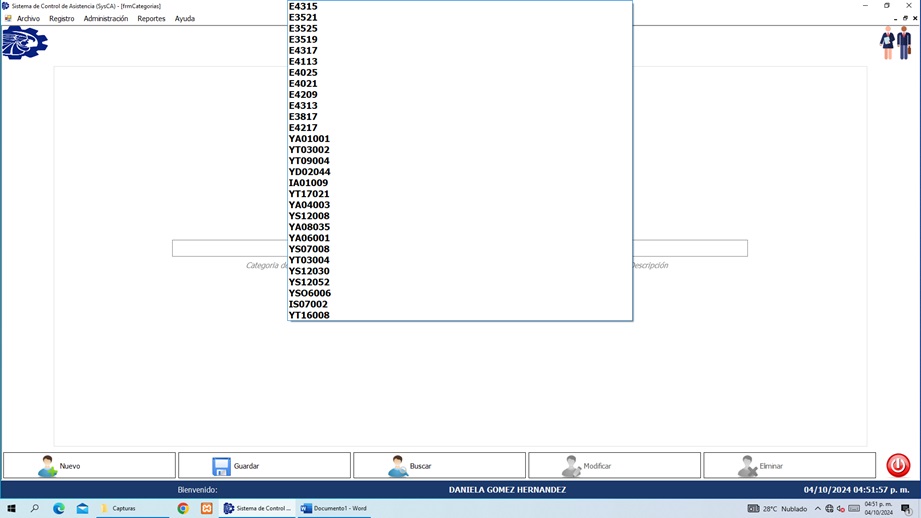 Sistema de Control de Asistencia (SysCA) - [frmCategorias]
Archivo Registro Administración Reportes Ayuda
E4315
E3521
E3525
E3519
E4317
E4113
E4025
E4021
E4209
E4313
E3817
E4217
YA01001
YT03002
YT09004
YD02044
IA01009
YT17021
YA04003
YS12008
YA08035
YA06001
YS07008
YT03004
YS12030
YS12052
YSO6006
IS07002
YT16008
Categoria de
Descripción
Nuevo Guardar Buscar Modificar Eliminar
Bienvenido: DANIELA GOMEZ HERNANDEZ 04/10/2024 04:51:57 p. m.
Capturas Sistema de Control ... Documento1 - Word 28°C Nublado 04:51 p. m.
04/10/2024